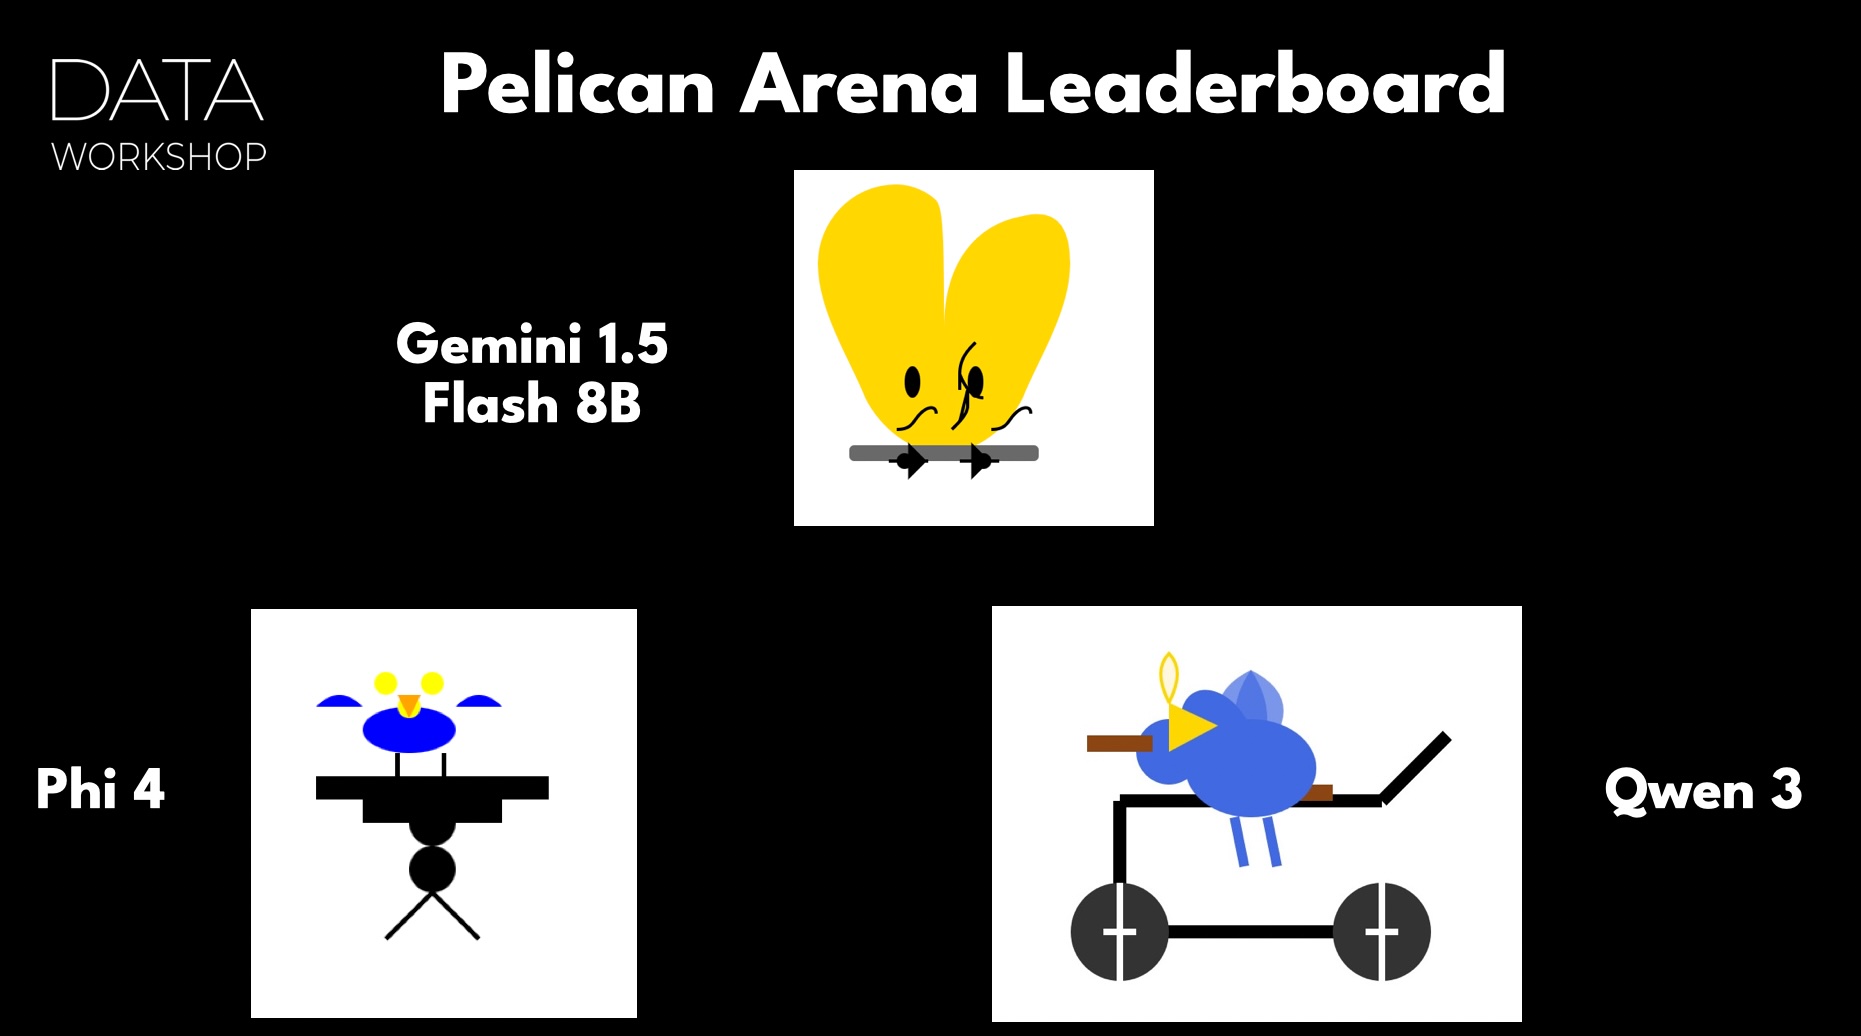 DATA
WORKSHOP
Pelican Arena Leaderboard
Gemini 1.5
Flash 8B
Phi 4
Qwen 3